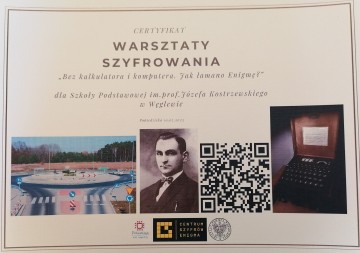 CERTYFIKAT
WARSZTATY
SZYFROWANIA
„Bez kalkulatora i komputera. Jak łamano Enigmę?”
dla Szkoły Podstawowej im.prof.Józefa Kostrzewskiego
w Węglewie
CENTRUM
SZYFRÓW
ENIGMA